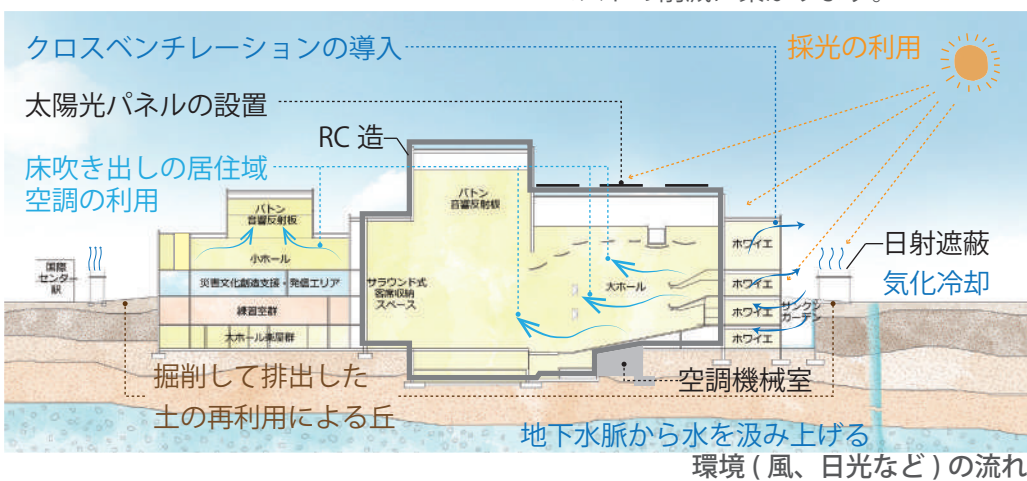 クロスベンチレーションの導入
採光の利用
太陽光パネルの設置
RC 造
床吹き出しの居住域
空調の利用
バトン
音響反射板
バトン
音響反射板
小ホール
災害文化創造支援・発信エリア
練習室群
大ホール楽屋群
国際
センター
駅
サラウンド式
客席収納
スペース
大ホール
ホワイエ
ホワイエ
ホワイエ
ホワイエ
サンクン
ガーデン
日射遮蔽
気化冷却
掘削して排出した
土の再利用による丘
空調機械室
地下水脈から水を汲み上げる
環境 ( 風、日光など ) の流れ